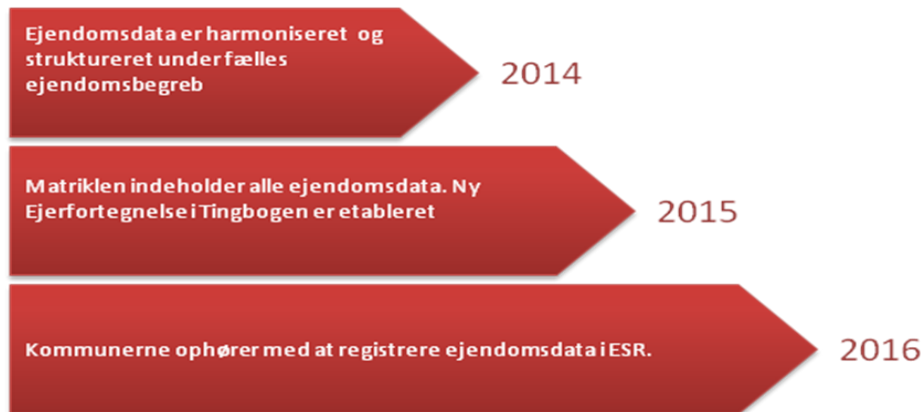 Ejendomsdata er harmoniseret og
struktureret under fælles
ejendomsbegreb
2014
Matriklen indeholder alle ejendomsdata. Ny
Ejerfortegnelse i Tingbogen er etableret
2015
Kommunerne ophører med at registrere ejendomsdata i ESR.
2016